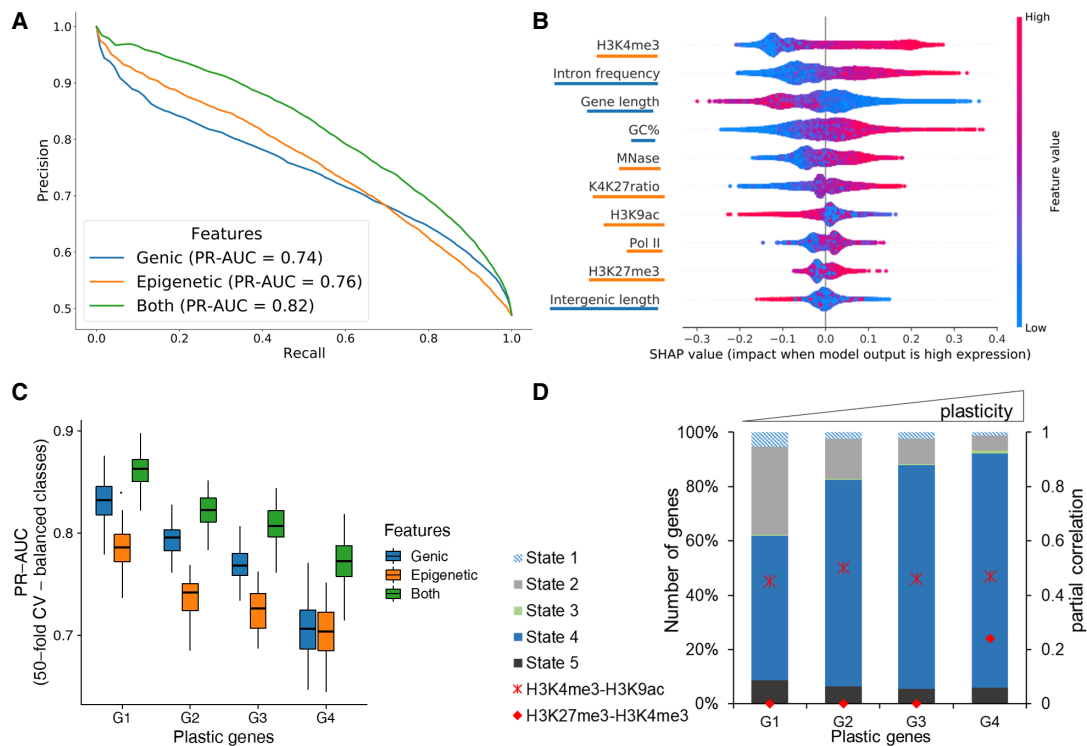 A
1.0
0.9
0.8
0.7
0.6
0.5
Precision
Features
Genic (PR-AUC = 0.74)
Epigenetic (PR-AUC = 0.76)
Both (PR-AUC = 0.82)
0.0 0.2 0.4 0.6 0.8 1.0
Recall
B
H3K4me3
Intron frequency
Gene length
GC%
MNase
K4K27ratio
H3K9ac
Pol II
H3K27me3
Intergenic length
−0.3 −0.2 −0.1 0.0 0.1 0.2 0.3 0.4
SHAP value (impact when model output is high expression)
High
Feature value
Low
C
0.9
0.8
0.7
PR−AUC
(50−fold CV − balanced classes)
G1 G2 G3 G4
Plastic genes
Features
Genic
Epigenetic
Both
D
plasticity
100%
80%
60%
40%
20%
0%
Number of genes
1
0.8
0.6
0.4
0.2
0
partial correlation
State 1
State 2
State 3
State 4
State 5
H3K4me3-H3K9ac
H3K27me3-H3K4me3
G1 G2 G3 G4
Plastic genes